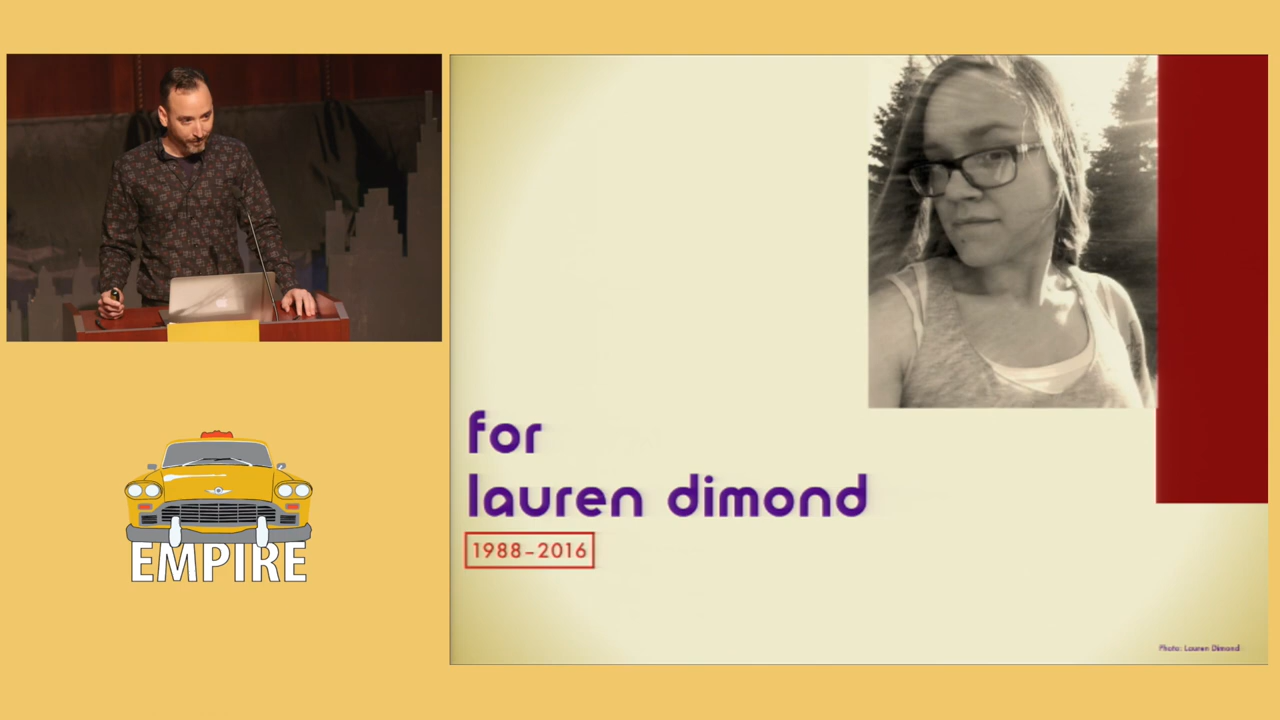 for
lauren dimond
1988–2016
Photo: Lauren Dimond
EMPIRE